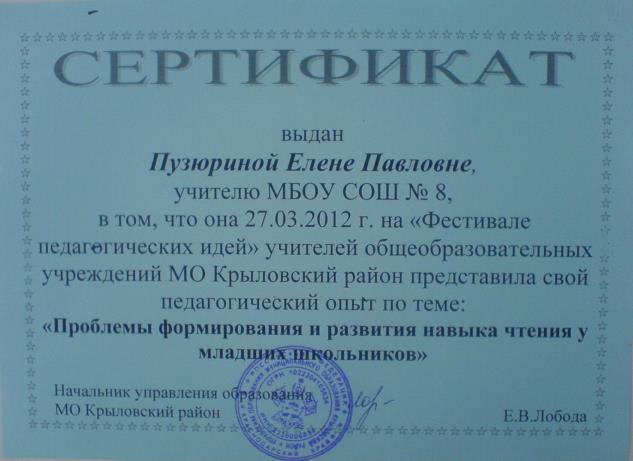 СЕРТИФИКАТ
выдан
Пузюриной Елене Павловне,
учителю МБОУ СОШ № 8,
в том, что она 27.03.2012 г. на «Фестивале
педагогических идей» учителей общеобразовательных
учреждений МО Крыловский район представила свой
педагогический опыт по теме:
«Проблемы формирования и развития навыка чтения у
младших школьников»
Начальник управления образования
МО Крыловский район
Е.В.Лобода